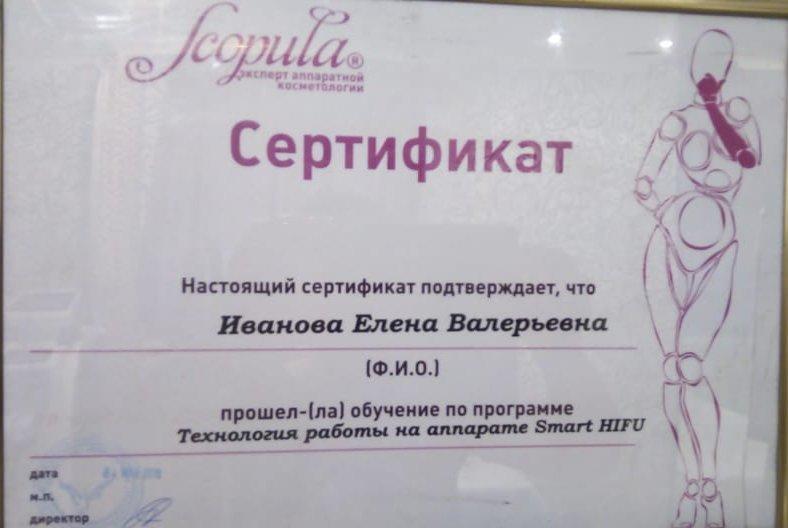 Scopula®
эксперт аппаратной
косметологии
Сертификат
Настоящий сертификат подтверждает, что
Иванова Елена Валерьевна
(Ф.И.О.)
прошел-(ла) обучение по программе
Технология работы на аппарате Smart HIFU
дата
м.п.
директор